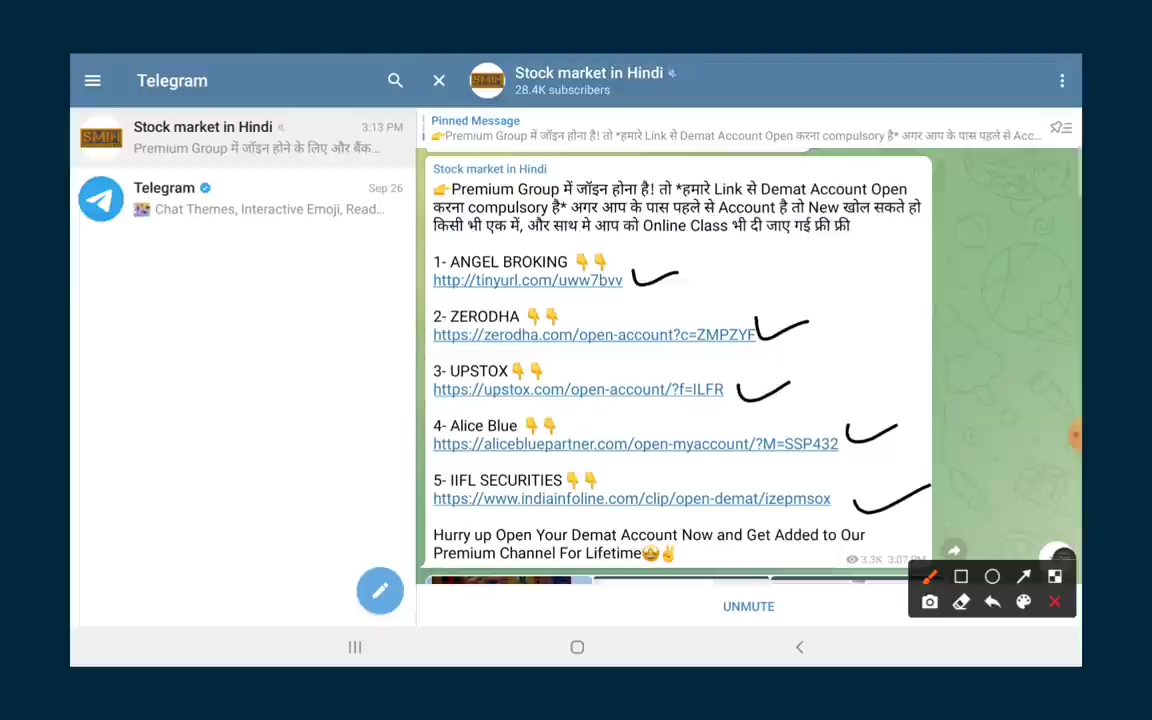 Telegram
Stock market in Hindi
28.4K subscribers
Stock market in Hindi
3:13 PM
Premium Group में जॉइन होने के लिए और बैंक...
Telegram
Sep 26
Chat Themes, Interactive Emoji, Read...
Pinned Message
👉Premium Group में जॉइन होना है! तो *हमारे Link से Demat Account Open करना compulsory है* अगर आप के पास पहले से Acc...
Stock market in Hindi
👉Premium Group में जॉइन होना है! तो *हमारे Link से Demat Account Open
करना compulsory है* अगर आप के पास पहले से Account है तो New खोल सकते हो
किसी भी एक में, और साथ मे आप को Online Class भी दी जाए गई फ्री फ्री
1- ANGEL BROKING 👇👇
http://tinyurl.com/uww7bvv
2- ZERODHA 👇👇
https://zerodha.com/open-account?c=ZMPZYF
3- UPSTOX👇👇
https://upstox.com/open-account/?f=ILFR
4- Alice Blue 👇👇
https://alicebluepartner.com/open-myaccount/?M=SSP432
5- IIFL SECURITIES👇👇
https://www.indiainfoline.com/clip/open-demat/izepmsox
Hurry up Open Your Demat Account Now and Get Added to Our
Premium Channel For Lifetime🤩✌
3.3K 3:07 PM
UNMUTE